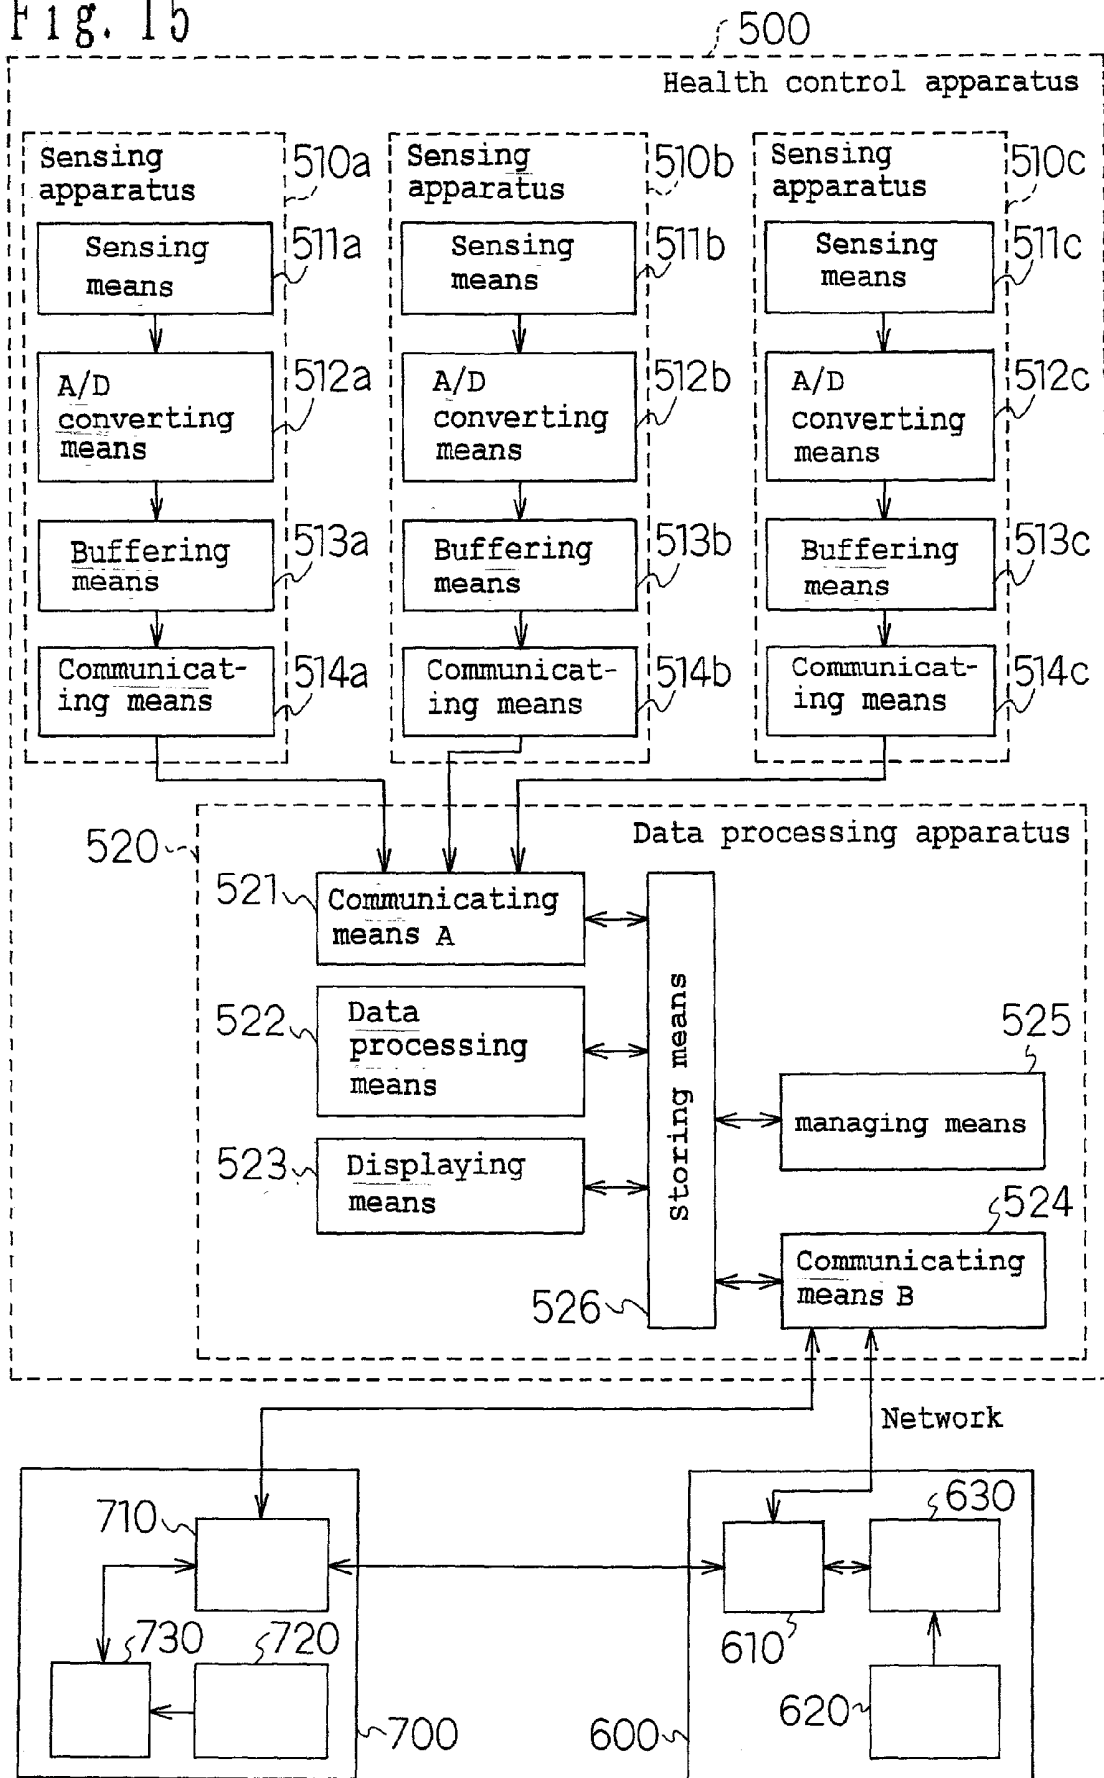 Fig. 15
500
Health control apparatus
Sensing
apparatus
510a
Sensing
means
511a
A/D
converting
means
512a
Buffering
means
513a
Communicat-
ing means
514a
Sensing
apparatus
510b
Sensing
means
511b
A/D
converting
means
512b
Buffering
means
513b
Communicat-
ing means
514b
Sensing
apparatus
510c
Sensing
means
511c
A/D
converting
means
512c
Buffering
means
513c
Communicat-
ing means
514c
520
Data processing apparatus
521
Communicating
means A
522
Data
processing
means
523
Displaying
means
Storing means
526
525
managing means
524
Communicating
means B
Network
710
730
720
700
630
610
620
600